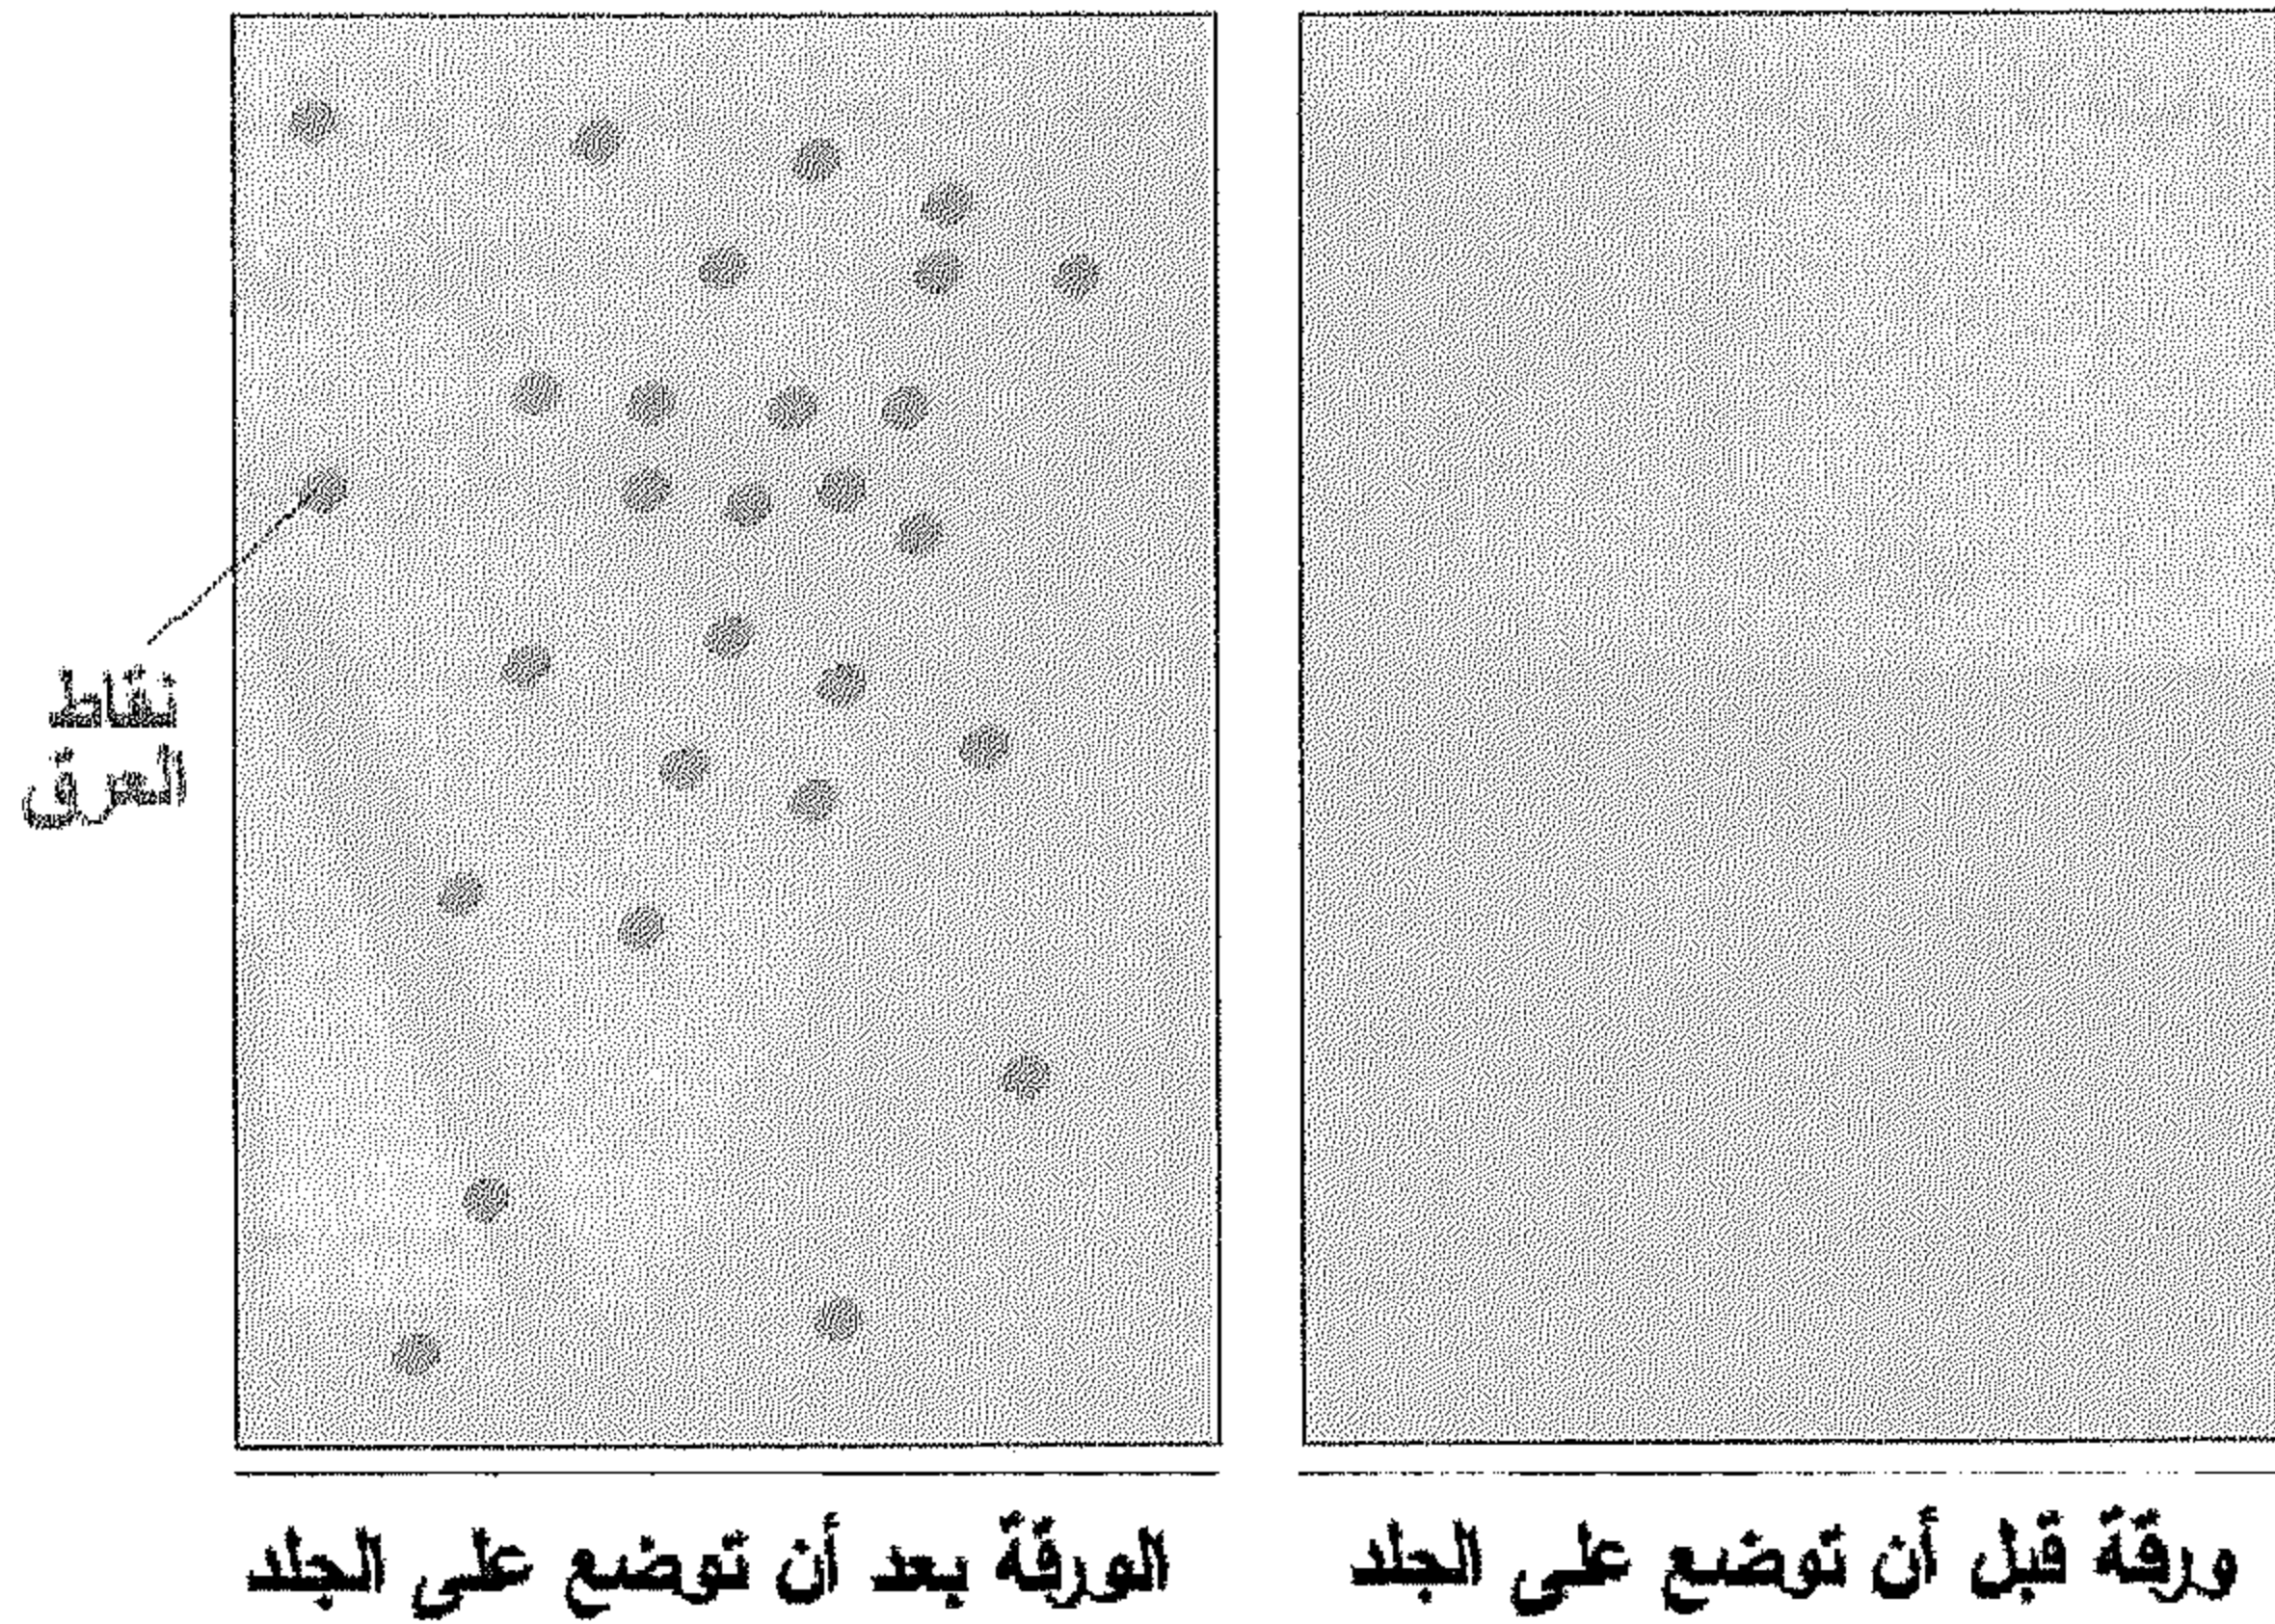 نقاط
العرق
ورقة قبل أن توضع على الجلد
الورقة بعد أن توضع على الجلد